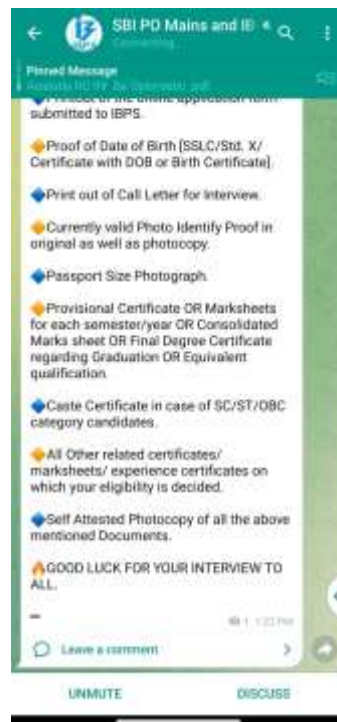 SBI PO Mains and IB
Connecting...
Pinned Message
submitted to IBPS.
🔶Proof of Date of Birth [SSLC/Std. X/
Certificate with DOB or Birth Certificate].
🔷Print out of Call Letter for Interview.
🔶Currently valid Photo Identify Proof in
original as well as photocopy.
🔷Passport Size Photograph.
🔶Provisional Certificate OR Marksheets
for each semester/year OR Consolidated
Marks sheet OR Final Degree Certificate
regarding Graduation OR Equivalent
qualification.
🔷Caste Certificate in case of SC/ST/OBC
category candidates.
🔶All Other related certificates/
marksheets/ experience certificates on
which your eligibility is decided.
🔷Self Attested Photocopy of all the above
mentioned Documents.
🔥GOOD LUCK FOR YOUR INTERVIEW TO
ALL.
Leave a comment
UNMUTE
DISCUSS